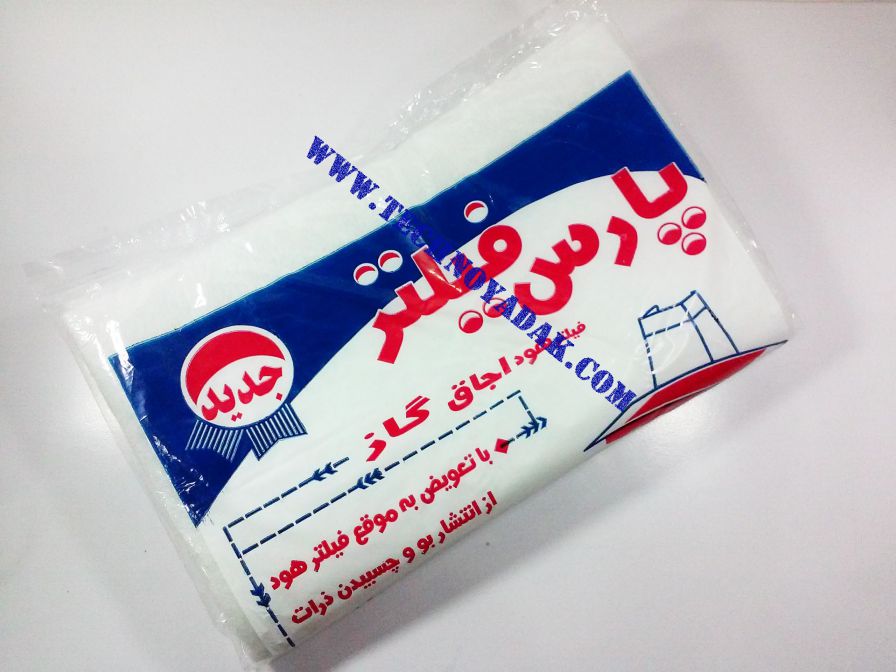 پارس فیلتر
فیلتر هود اجاق گاز
جدید
با تعویض به موقع فیلتر هود
از انتشار بو و چسبیدن ذرات
WWW.TECHNOYADAK.COM